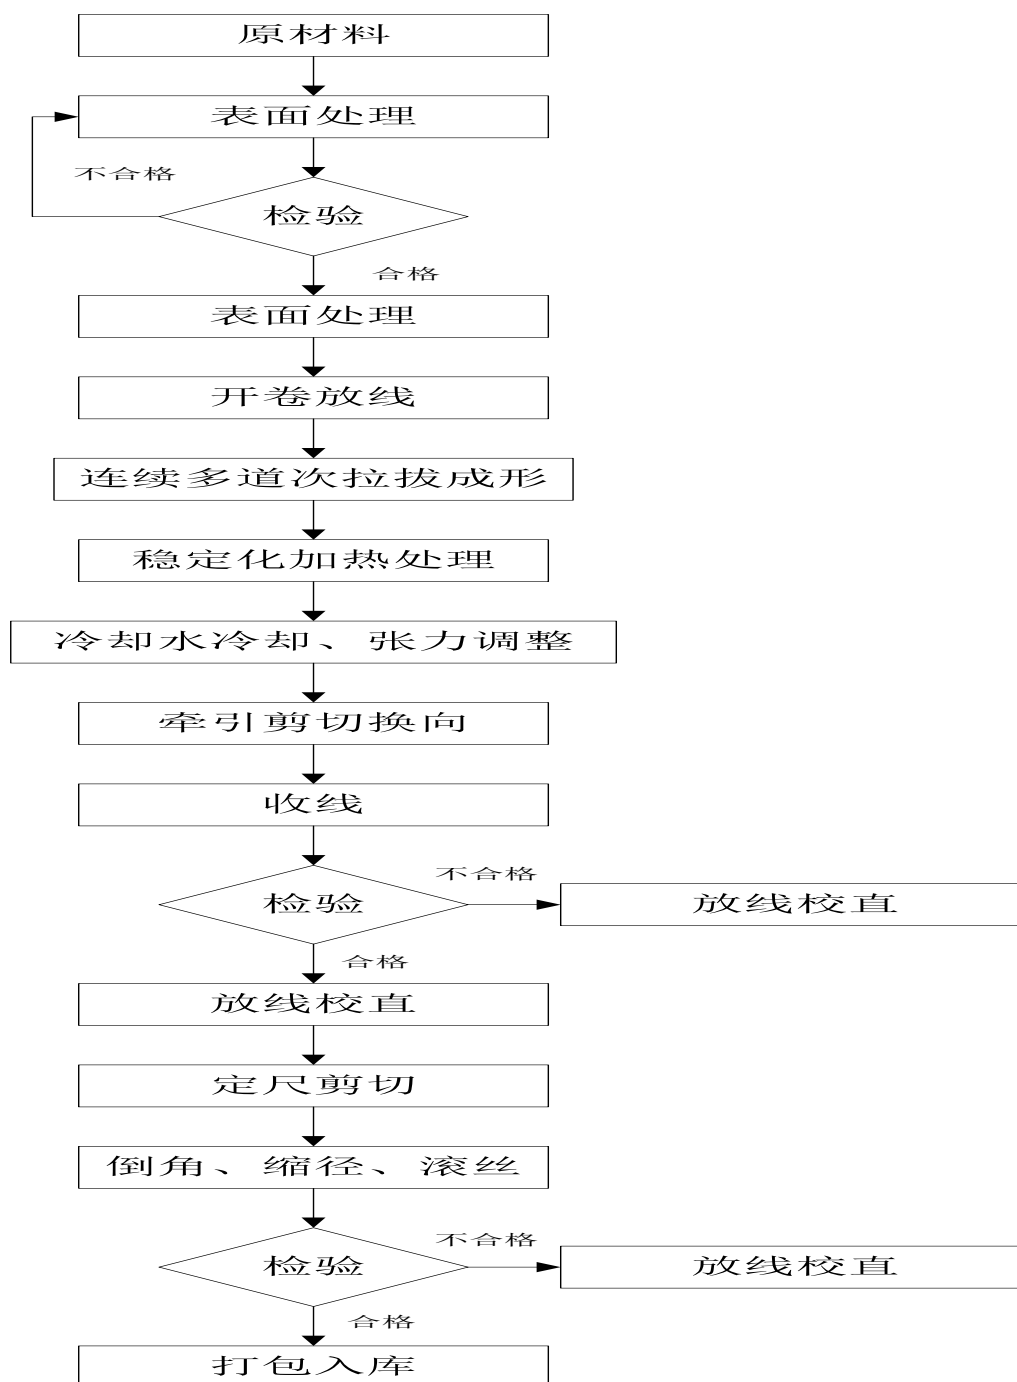 原材料
表面处理
不合格
检验
合格
表面处理
开卷放线
连续多道次拉拔成形
稳定化加热处理
冷却水冷却、张力调整
牵引剪切换向
收线
不合格
检验
放线校直
合格
放线校直
定尺剪切
倒角、缩径、滚丝
不合格
检验
放线校直
合格
打包入库